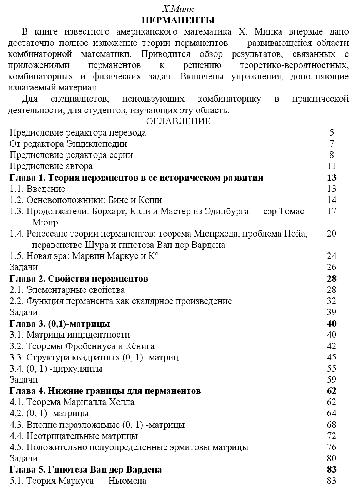 Х.Минк
ПЕРМАНЕНТЫ
В книге известного американского математика Х. Минка впервые дано
достаточно полное изложение теории перманентов — развивающейся области
комбинаторной математики. Приводится обзор результатов, связанных с
приложениями перманентов к решению теоретико-вероятностных,
комбинаторных и физических задач. Включены упражнения, дополняющие
излагаемый материал.
Для специалистов, использующих комбинаторику в практической
деятельности, для студентов, изучающих эту область.
ОГЛАВЛЕНИЕ
Предисловие редактора перевода 5
От редактора Энциклопедии 7
Предисловие редактора серии 8
Предисловие автора 11
Глава 1. Теория перманентов в ее историческом развитии 13
1.1. Введение 13
1.2. Основоположники: Бине и Коши 14
1.3. Продолжатели: Борхарт, Кэли и Мастер из Эдинбурга — сэр Томас 17
Мьюр
1.4. Ренессанс теории перманентов: теорема Мюирхеда, проблема Пойа, 20
неравенство Шура и гипотеза Ван дер Вардена
1.5. Новая эра: Марвин Маркус и К° 24
Задачи 26
Глава 2. Свойства перманентов 28
2.1. Элементарные свойства 28
2.2. Функция перманента как скалярное произведение 32
Задачи 39
Глава 3. (0,1)-матрицы 40
3.1. Матрицы инцидентности 40
3.2. Теоремы Фробениуса и Кёнига 42
3.3. Структура квадратных (0, 1) -матриц 45
3.4. (0, 1) -циркулянты 55
Задачи 59
Глава 4. Нижние границы для перманентов 62
4.1. Теорема Маршалла Холла 62
4.2. (0, 1) -матрицы 64
4.3. Вполне неразложимые (0, 1) -матрицы 68
4.4. Неотрицательные матрицы 72
4.5. Положительно полуопределенные эрмитовы матрицы 76
Задачи 80
Глава 5. Гипотеза Ван дер Вардена 83
5.1. Теория Маркуса — Ньюмена 83